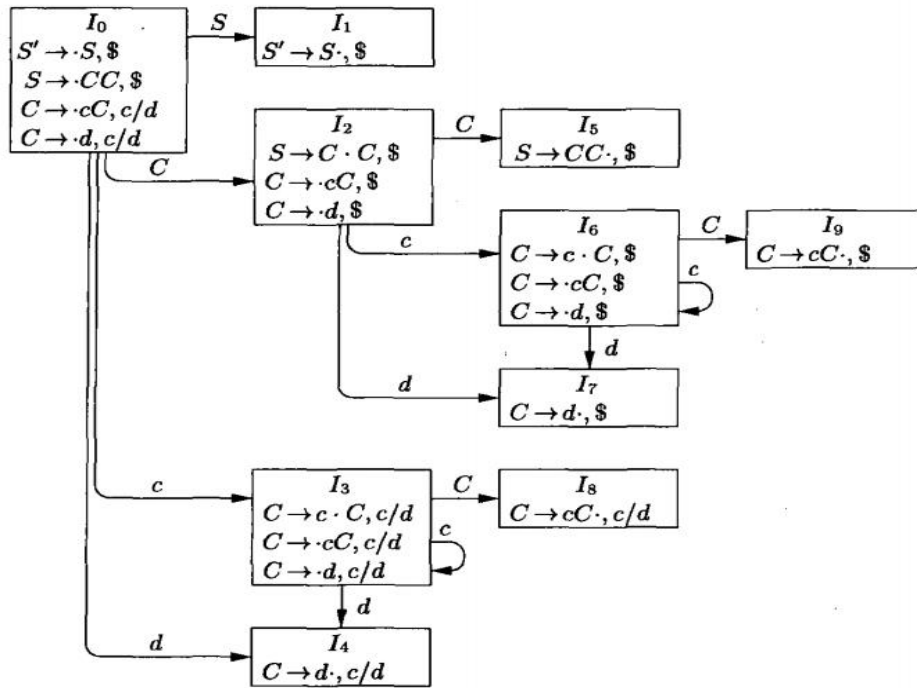 I₀
S' → ·S, $
S → ·CC, $
C → ·cC, c/d
C → ·d, c/d
S
I₁
S' → S·, $
C
I₂
S → C · C, $
C → ·cC, $
C → ·d, $
C
I₅
S → CC·, $
c
I₆
C → c · C, $
C → ·cC, $
C → ·d, $
C
I₉
C → cC·, $
c
d
d
I₇
C → d·, $
c
I₃
C → c · C, c/d
C → ·cC, c/d
C → ·d, c/d
C
I₈
C → cC·, c/d
c
d
d
I₄
C → d·, c/d